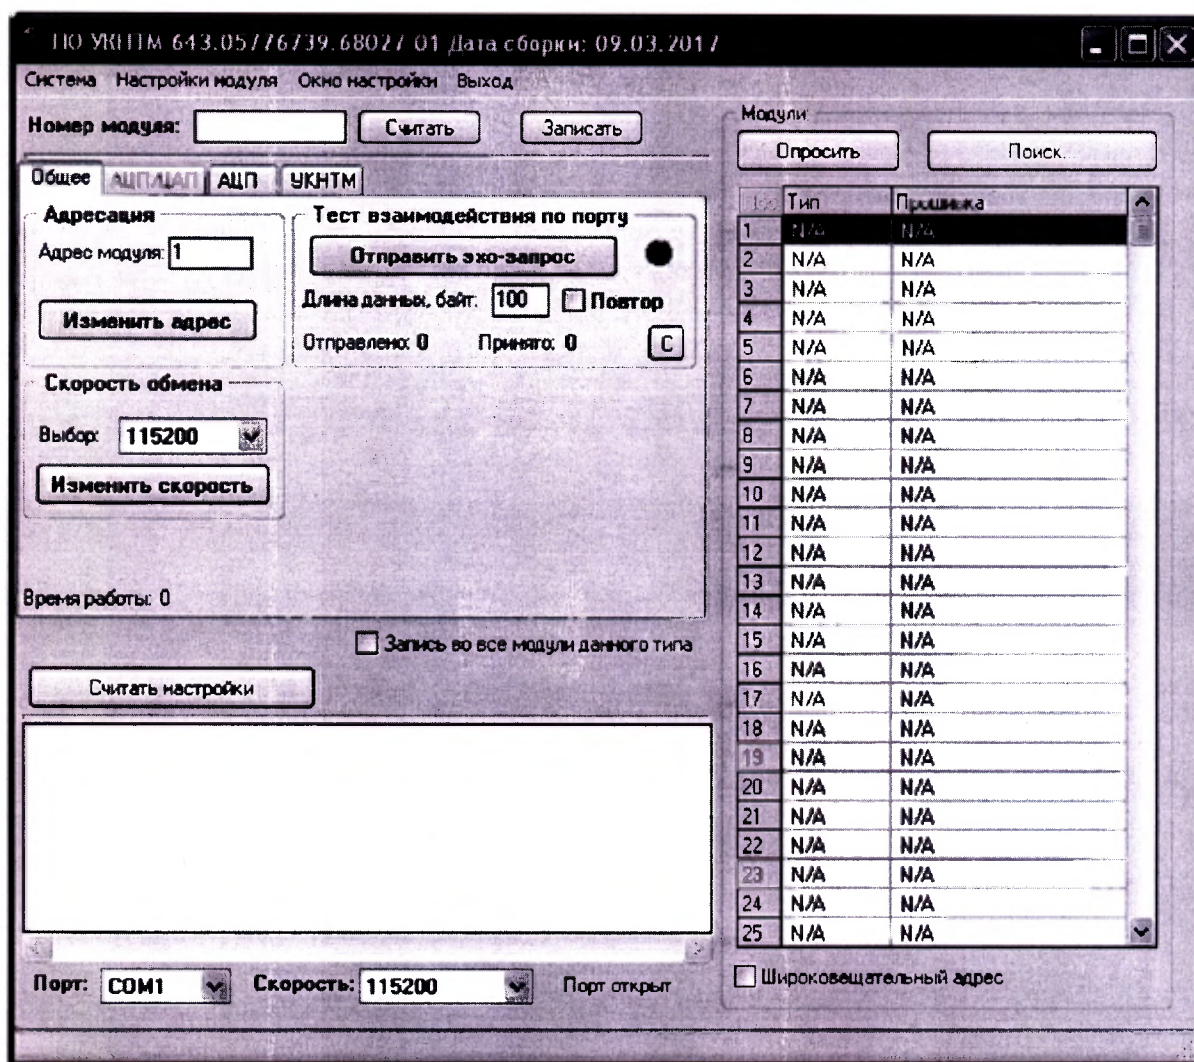 ПО УКНТМ 643.05776739.68027 01 Дата сборки: 09.03.2017
Система Настройки модуля Окно настройки Выход
Номер модуля: Считать Записать
Общее АЦП/ЦАП АЦП УКНТМ
Адресация
Адрес модуля: 1
Изменить адрес
Тест взаимодействия по порту
Отправить эхо-запрос
Длина данных, байт: 100 Повтор
Отправлено: 0 Принято: 0 С
Скорость обмена
Выбор: 115200
Изменить скорость
Время работы: 0
Запись во все модули данного типа
Считать настройки
Порт: COM1 Скорость: 115200 Порт открыт
Модули:
Опросить Поиск.
Тип Прошивка
1 N/A N/A
2 N/A N/A
3 N/A N/A
4 N/A N/A
5 N/A N/A
6 N/A N/A
7 N/A N/A
8 N/A N/A
9 N/A N/A
10 N/A N/A
11 N/A N/A
12 N/A N/A
13 N/A N/A
14 N/A N/A
15 N/A N/A
16 N/A N/A
17 N/A N/A
18 N/A N/A
19 N/A N/A
20 N/A N/A
21 N/A N/A
22 N/A N/A
23 N/A N/A
24 N/A N/A
25 N/A N/A
Широковещательный адрес